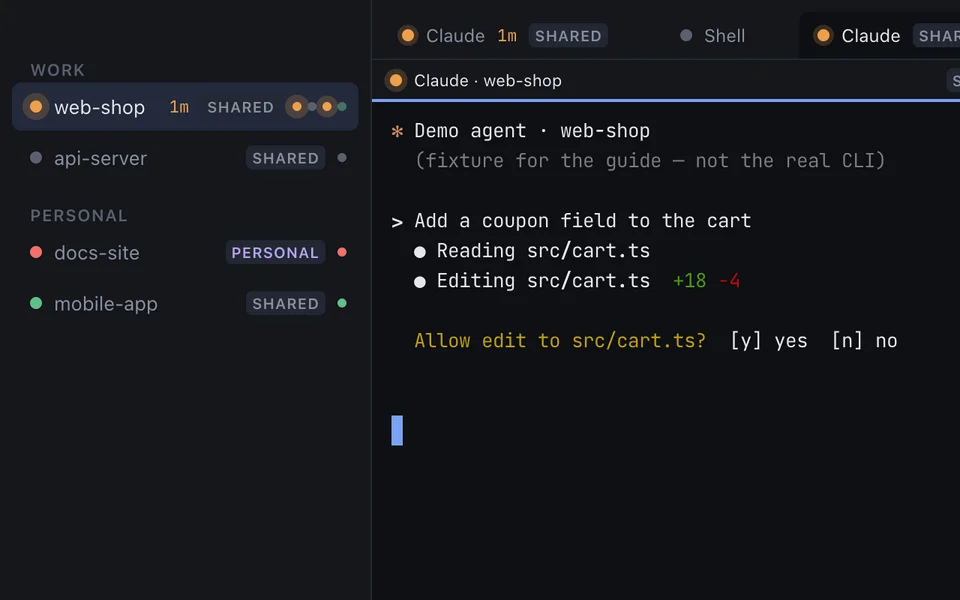 WORK
web-shop 1m SHARED
api-server SHARED
PERSONAL
docs-site PERSONAL
mobile-app SHARED
Claude 1m SHARED Shell Claude
Claude · web-shop
* Demo agent · web-shop
(fixture for the guide — not the real CLI)
> Add a coupon field to the cart
● Reading src/cart.ts
● Editing src/cart.ts +18 -4
Allow edit to src/cart.ts? [y] yes [n] no